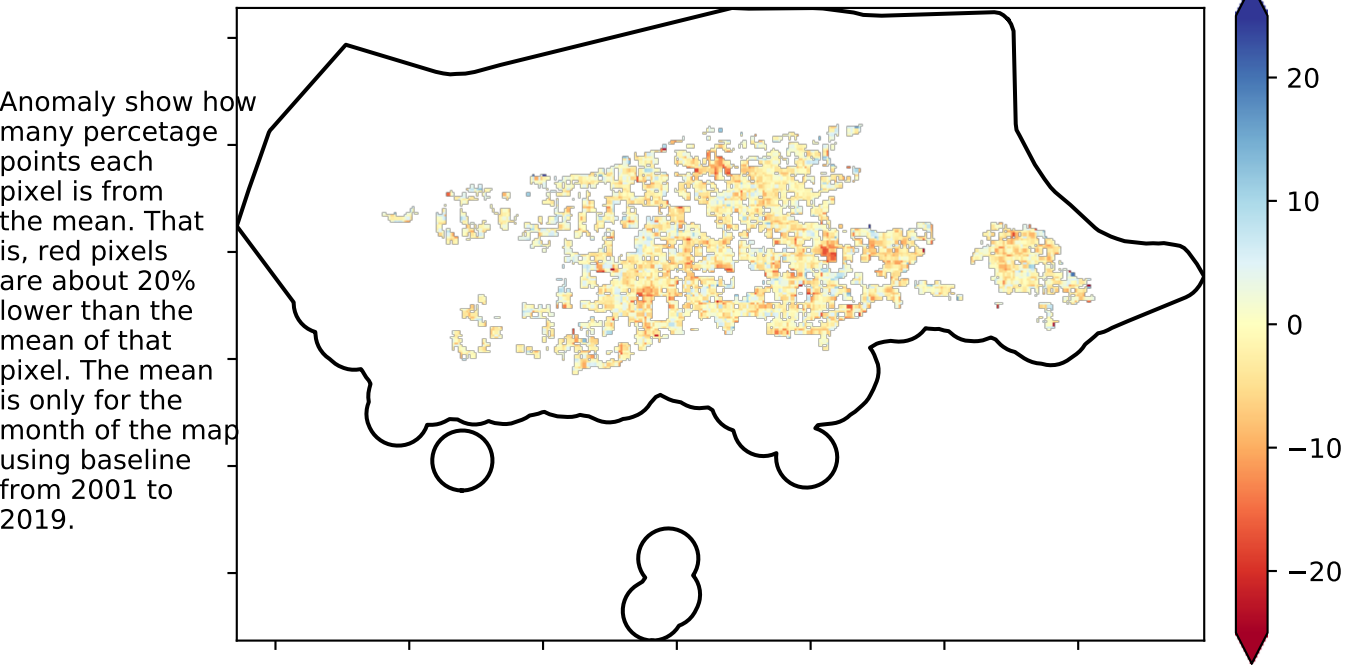 Anomaly show how
many percetage
points each
pixel is from
the mean. That
is, red pixels
are about 20%
lower than the
mean of that
pixel. The mean
is only for the
month of the map
using baseline
from 2001 to
2019.
20
10
0
−10
−20